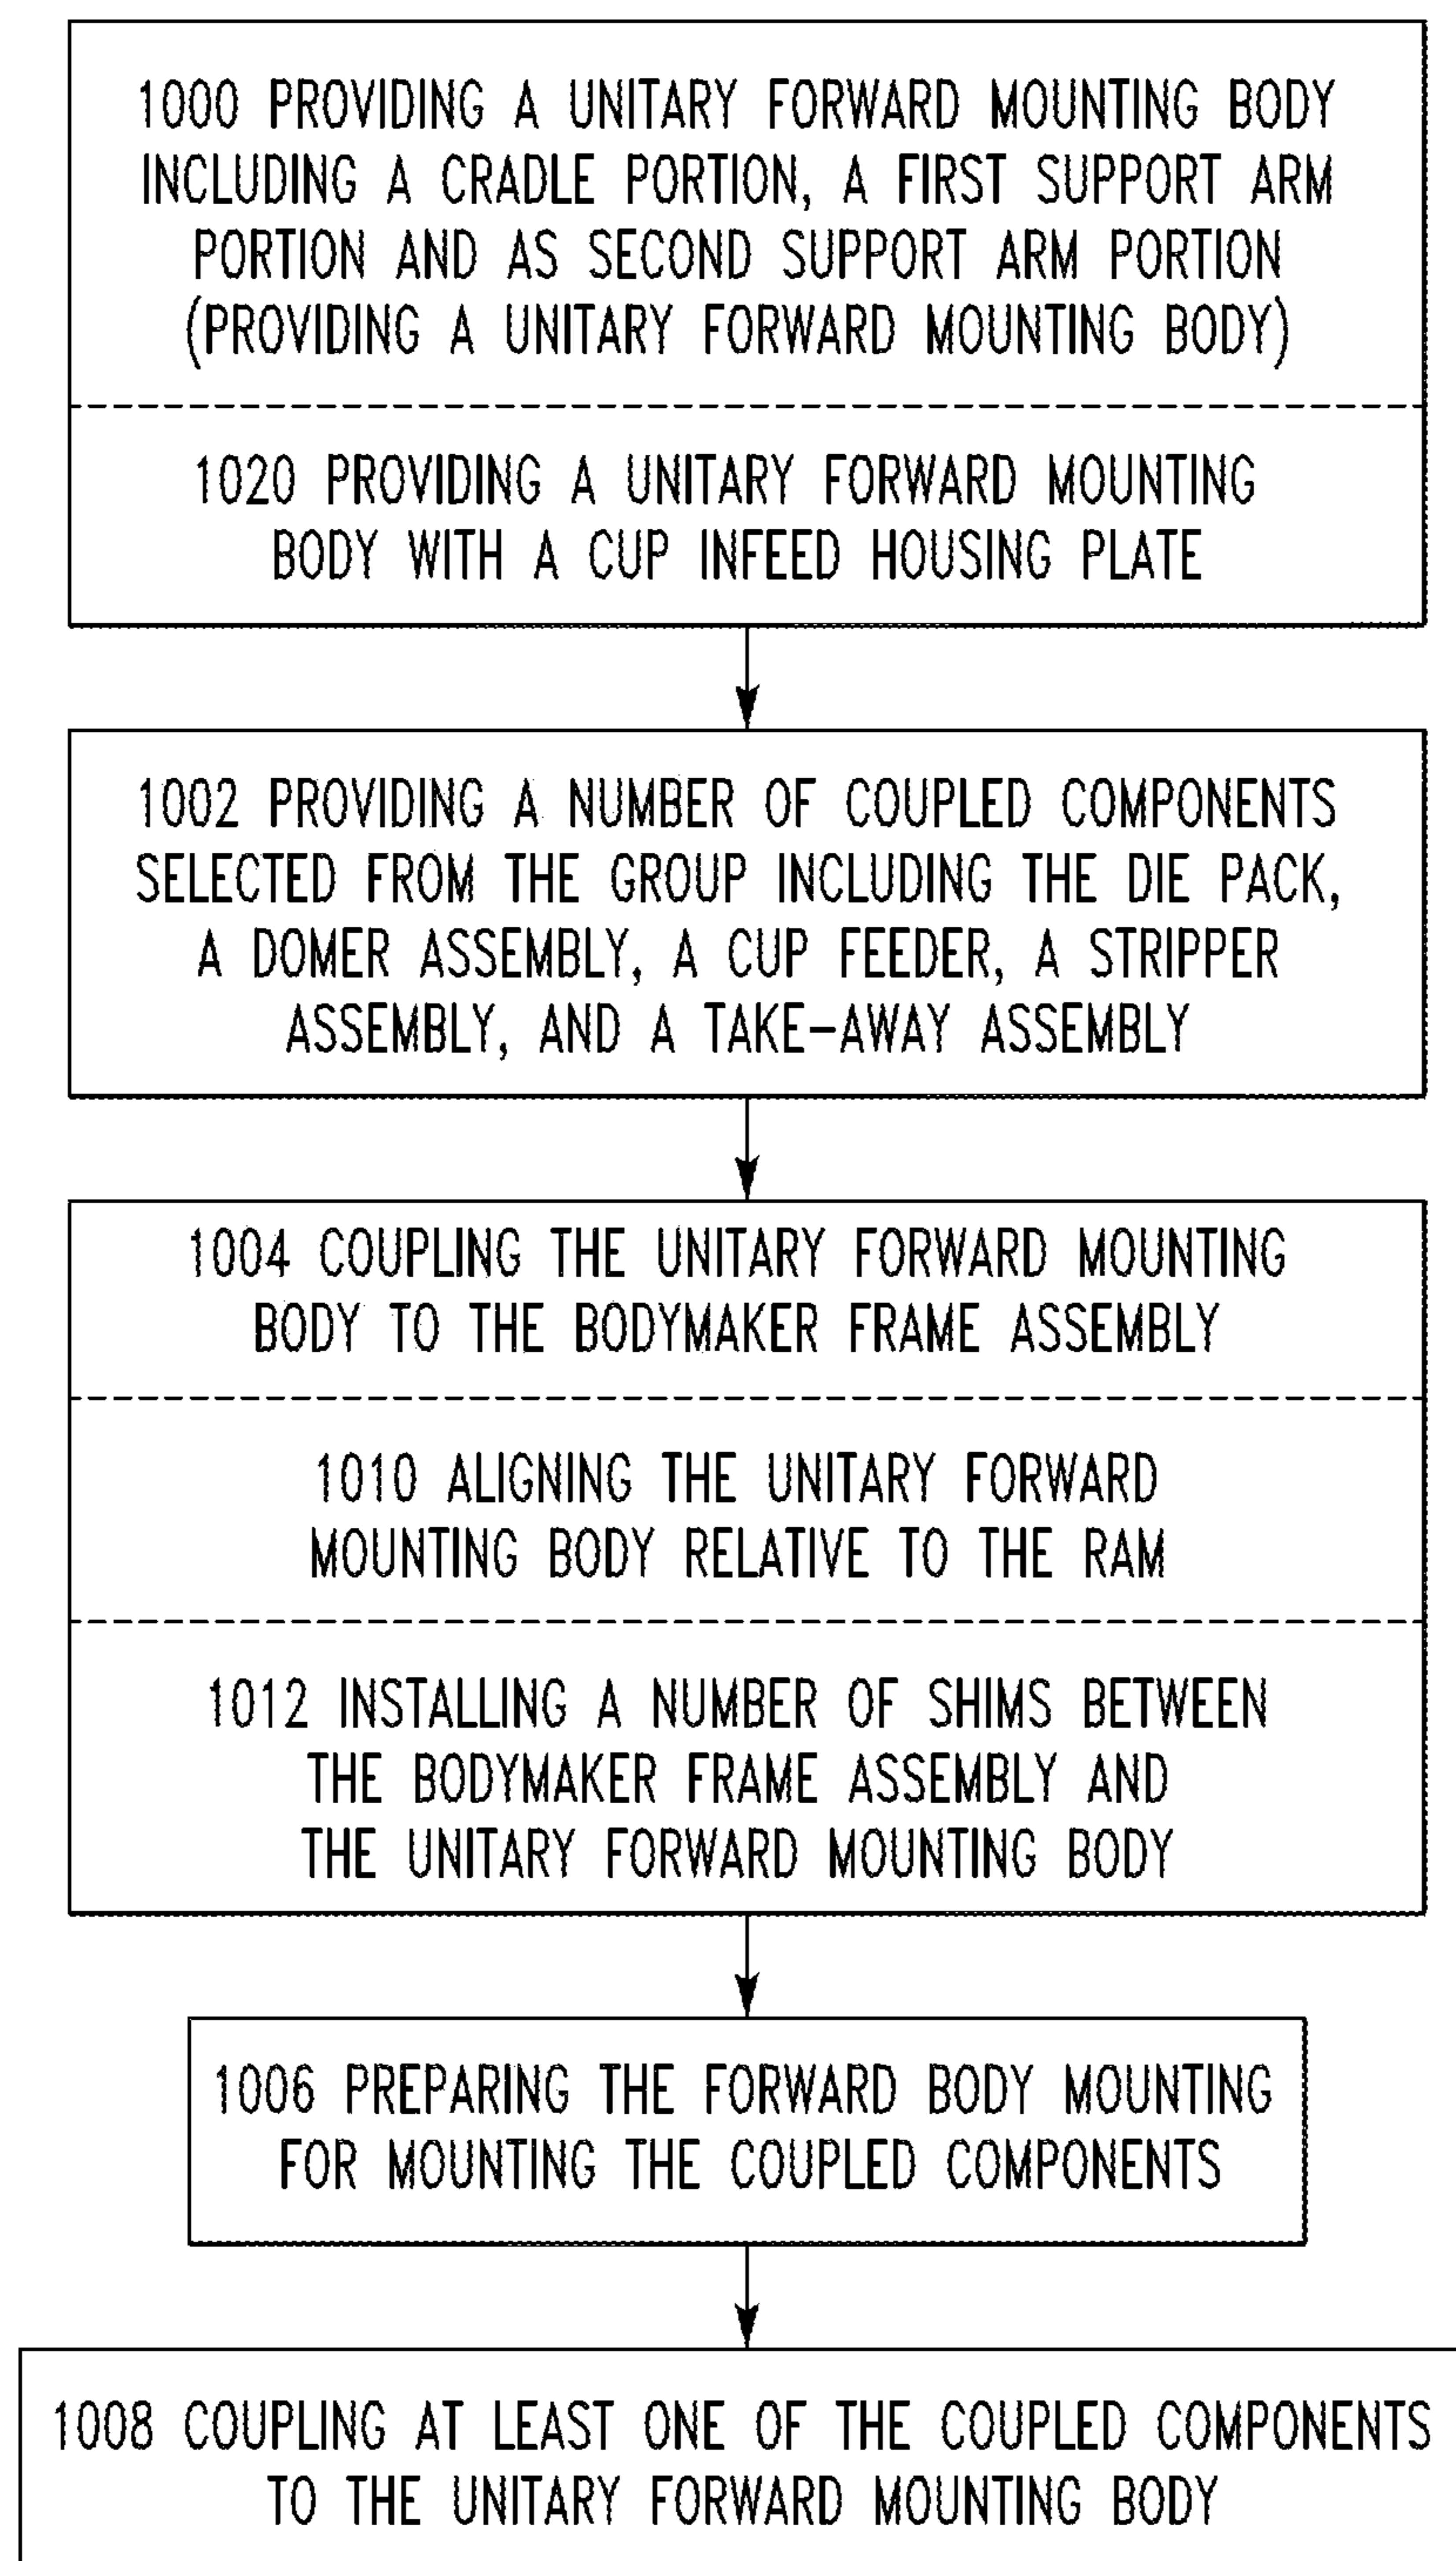 1000 PROVIDING A UNITARY FORWARD MOUNTING BODY
INCLUDING A CRADLE PORTION, A FIRST SUPPORT ARM
PORTION AND AS SECOND SUPPORT ARM PORTION
(PROVIDING A UNITARY FORWARD MOUNTING BODY)
1020 PROVIDING A UNITARY FORWARD MOUNTING
BODY WITH A CUP INFEED HOUSING PLATE
1002 PROVIDING A NUMBER OF COUPLED COMPONENTS
SELECTED FROM THE GROUP INCLUDING THE DIE PACK,
A DOMER ASSEMBLY, A CUP FEEDER, A STRIPPER
ASSEMBLY, AND A TAKE-AWAY ASSEMBLY
1004 COUPLING THE UNITARY FORWARD MOUNTING
BODY TO THE BODYMAKER FRAME ASSEMBLY
1010 ALIGNING THE UNITARY FORWARD
MOUNTING BODY RELATIVE TO THE RAM
1012 INSTALLING A NUMBER OF SHIMS BETWEEN
THE BODYMAKER FRAME ASSEMBLY AND
THE UNITARY FORWARD MOUNTING BODY
1006 PREPARING THE FORWARD BODY MOUNTING
FOR MOUNTING THE COUPLED COMPONENTS
1008 COUPLING AT LEAST ONE OF THE COUPLED COMPONENTS
TO THE UNITARY FORWARD MOUNTING BODY